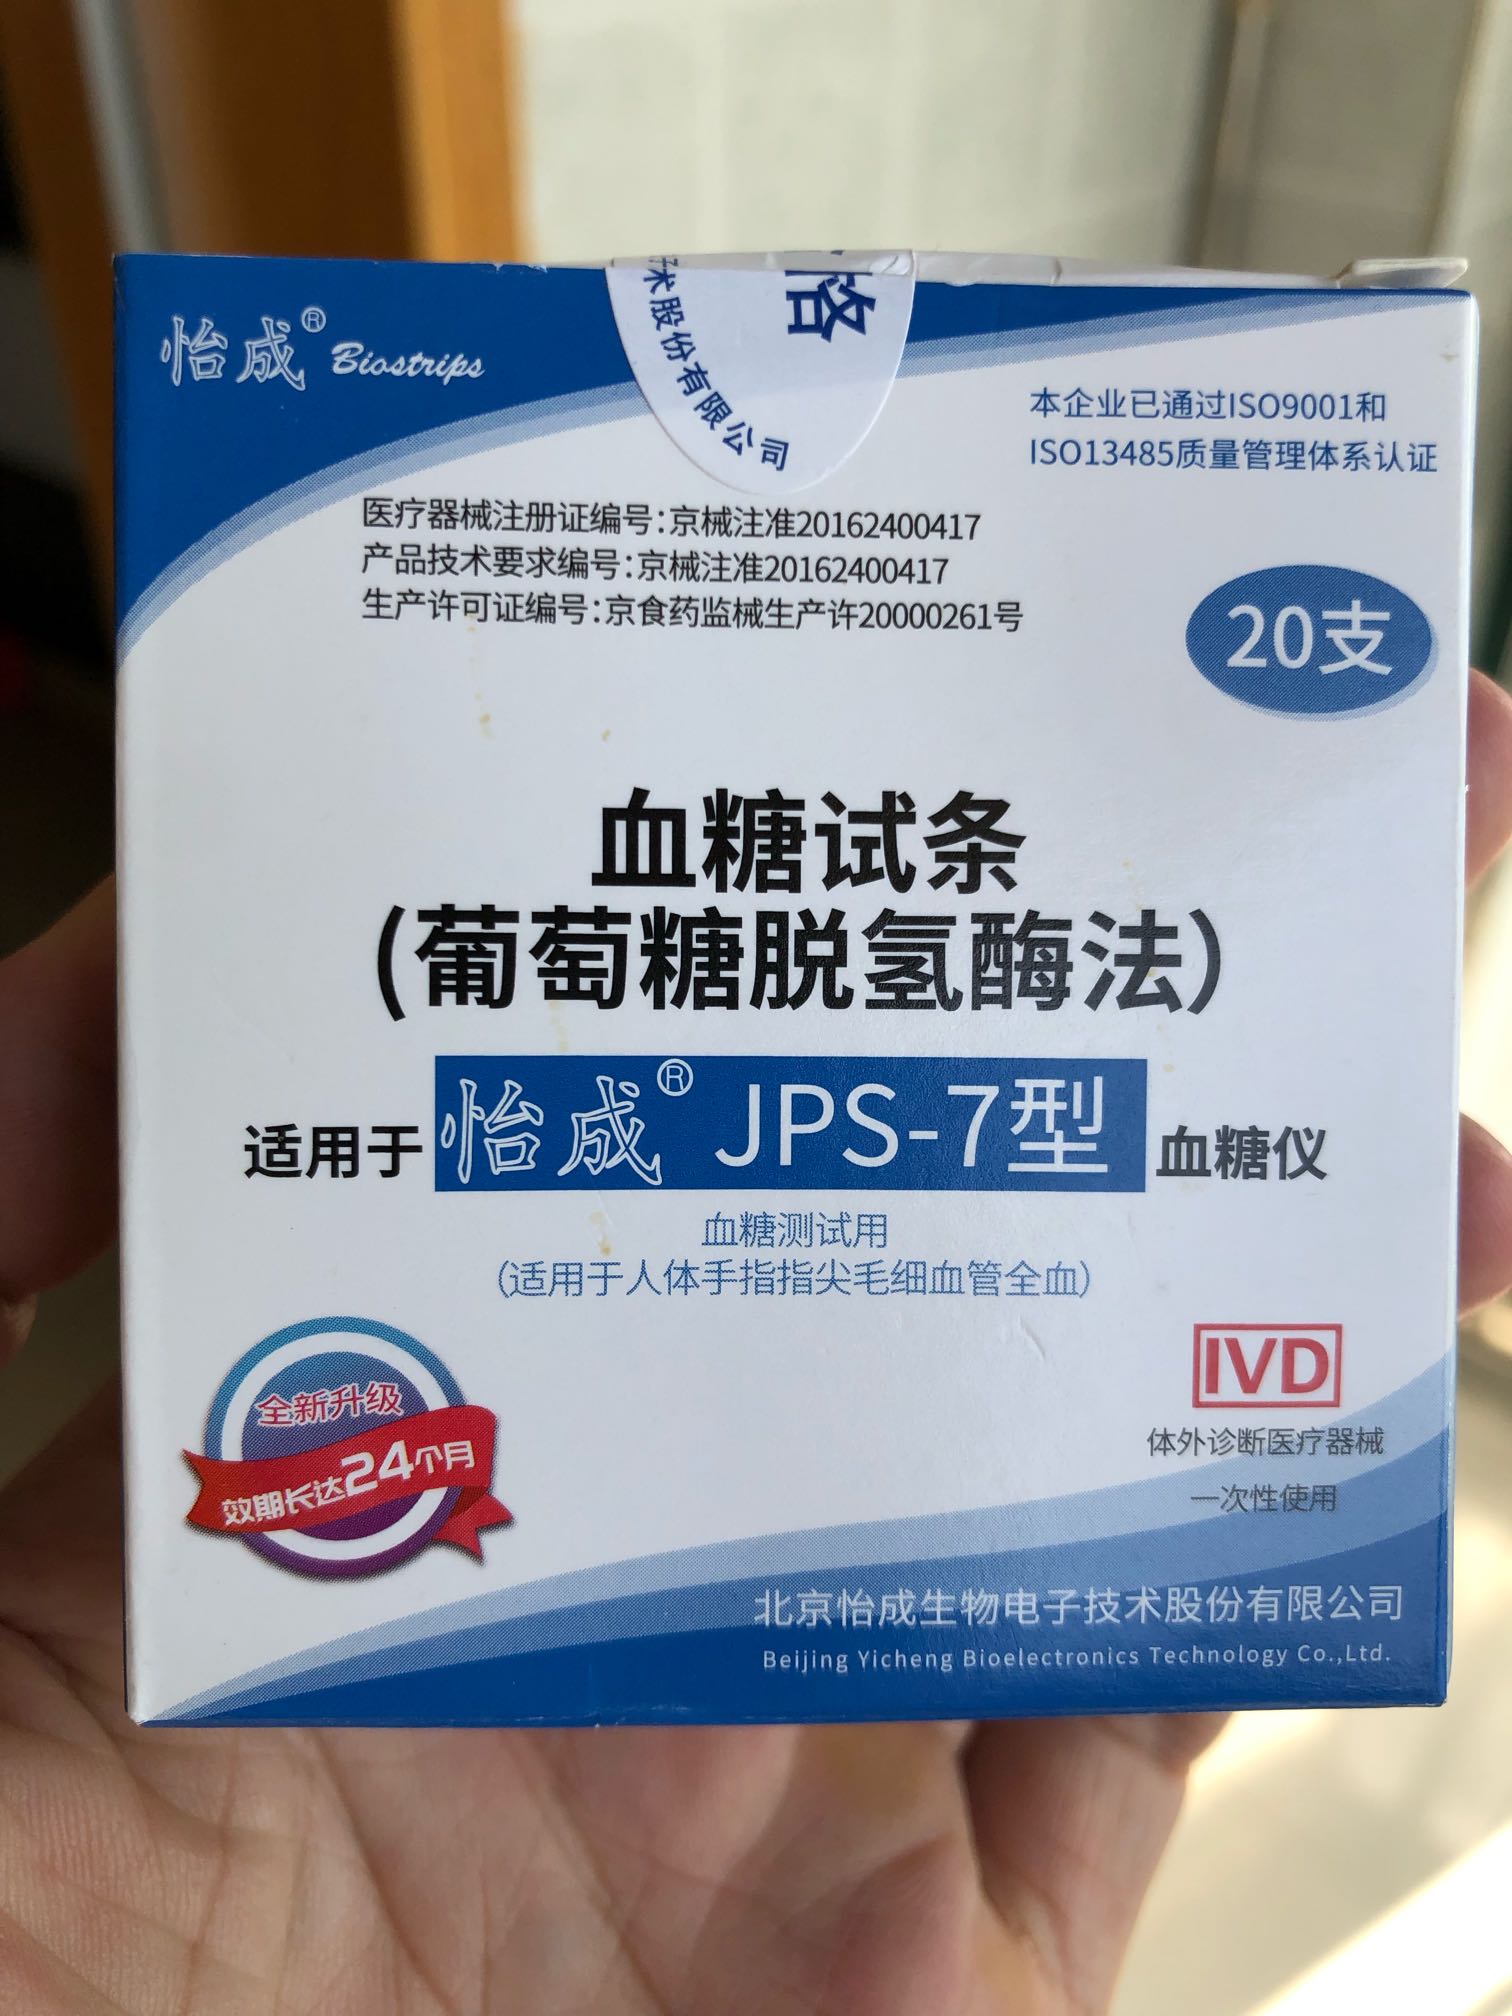 怡成® Biostrips
格
术股份有限公司
本企业已通过ISO9001和
ISO13485质量管理体系认证
医疗器械注册证编号:京械注准20162400417
产品技术要求编号:京械注准20162400417
生产许可证编号:京食药监械生产许20000261号
20支
血糖试条
(葡萄糖脱氢酶法)
适用于 怡成® JPS-7型 血糖仪
血糖测试用
(适用于人体手指指尖毛细血管全血)
全新升级
效期长达24个月
IVD
体外诊断医疗器械
一次性使用
北京怡成生物电子技术股份有限公司
Beijing Yicheng Bioelectronics Technology Co.,Ltd.